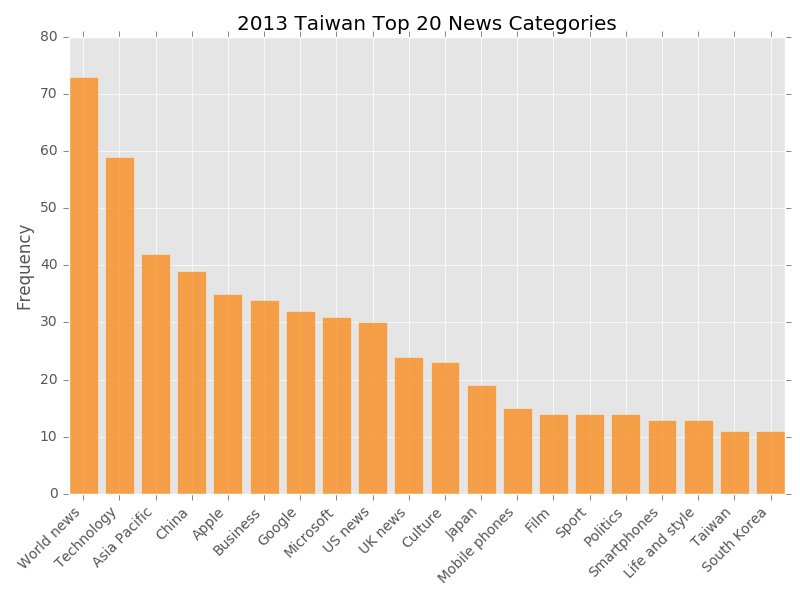 2013 Taiwan Top 20 News Categories
80
70
60
50
40
30
20
10
0
Frequency
World news
Technology
Asia Pacific
China
Apple
Business
Google
Microsoft
US news
UK news
Culture
Japan
Mobile phones
Film
Sport
Politics
Smartphones
Life and style
Taiwan
South Korea